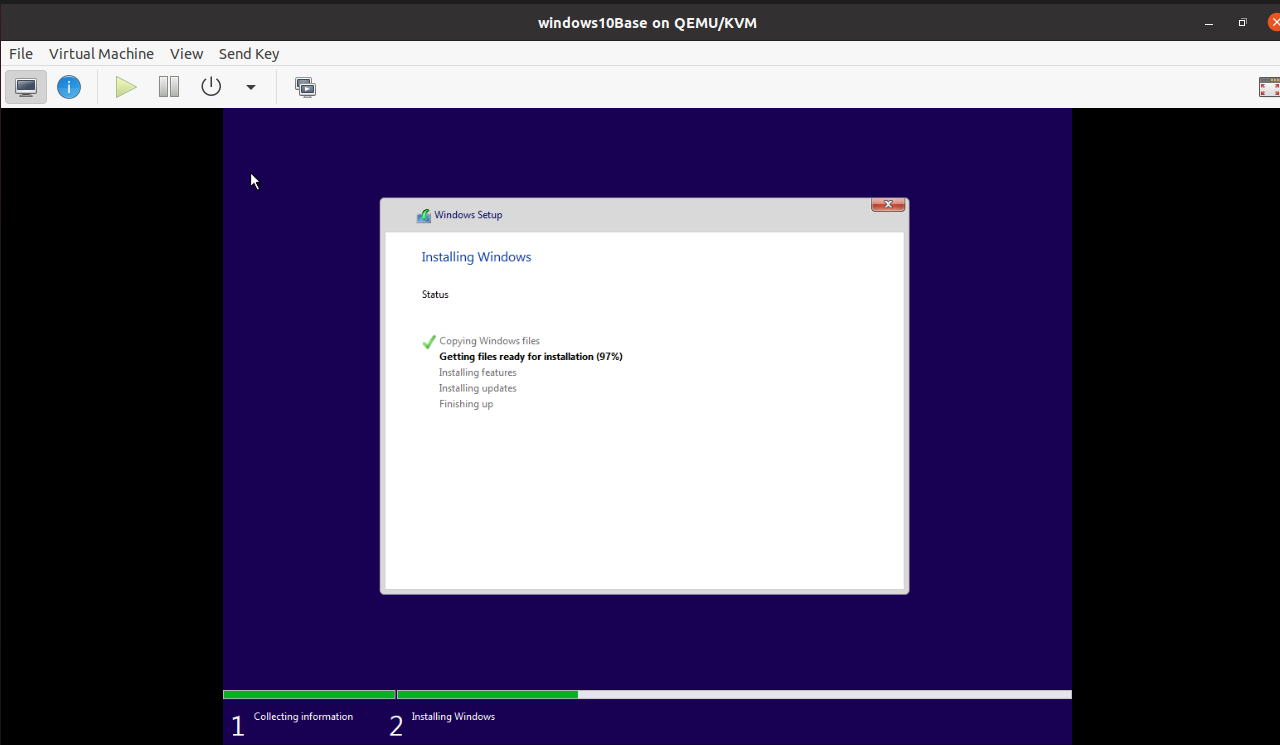 windows10Base on QEMU/KVM
File Virtual Machine View Send Key
Windows Setup
Installing Windows
Status
Copying Windows files
Getting files ready for installation (97%)
Installing features
Installing updates
Finishing up
1 Collecting information 2 Installing Windows